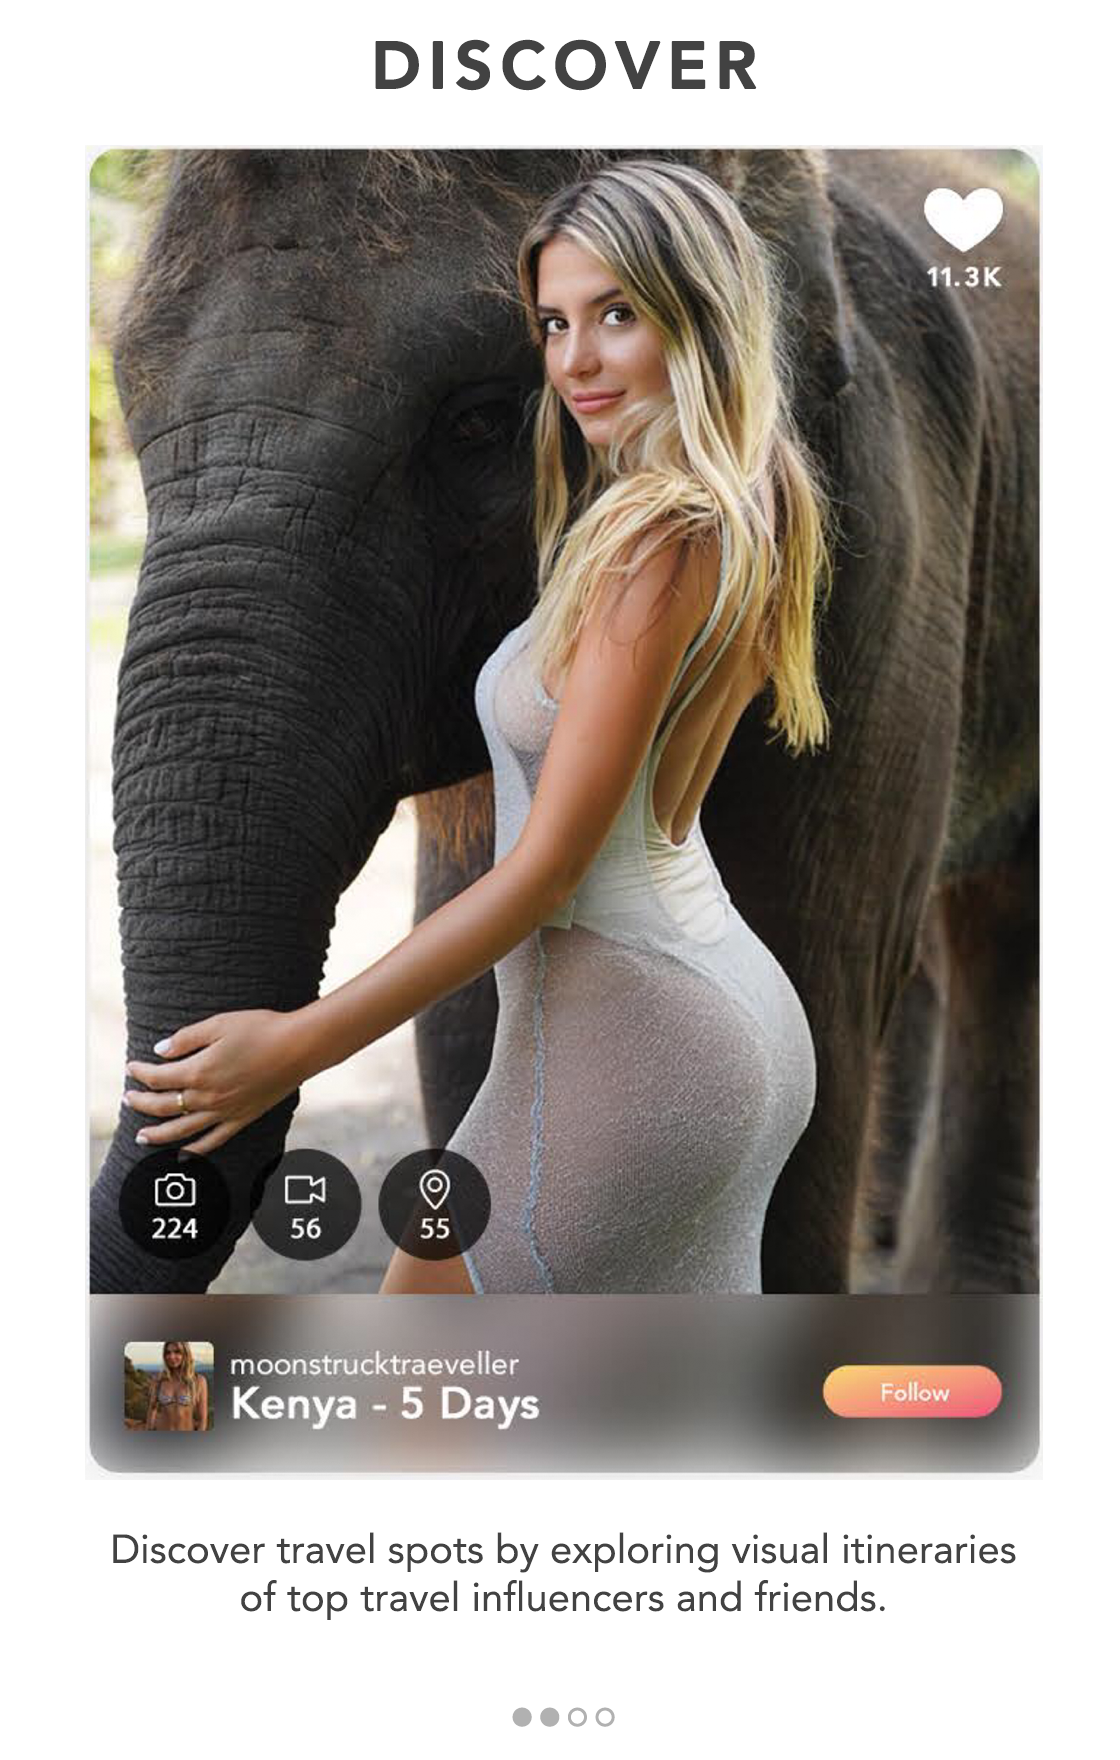 DISCOVER
11.3K
224
56
55
moonstrucktraeveller
Kenya - 5 Days
Follow
Discover travel spots by exploring visual itineraries
of top travel influencers and friends.